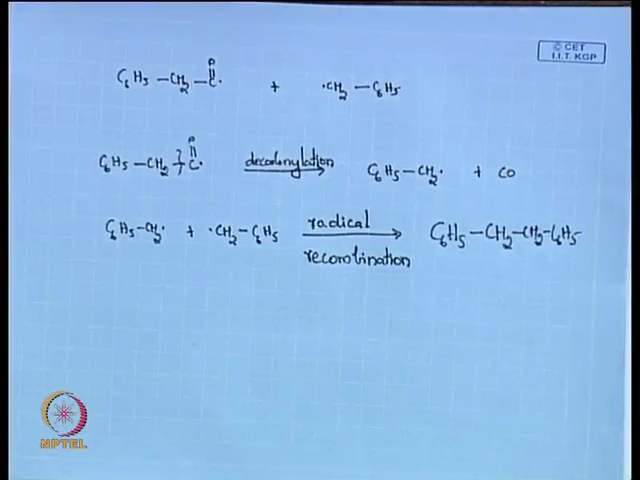 © CET
I.I.T. KGP
C6H5 — CH2 — C(=O)· + ·CH2 — C6H5
C6H5 — CH2 — C(=O)· decarbonylation → C6H5 — CH2· + CO
C6H5 — CH2· + ·CH2 — C6H5 radical recombination → C6H5 — CH2 — CH2 — C6H5
NPTEL